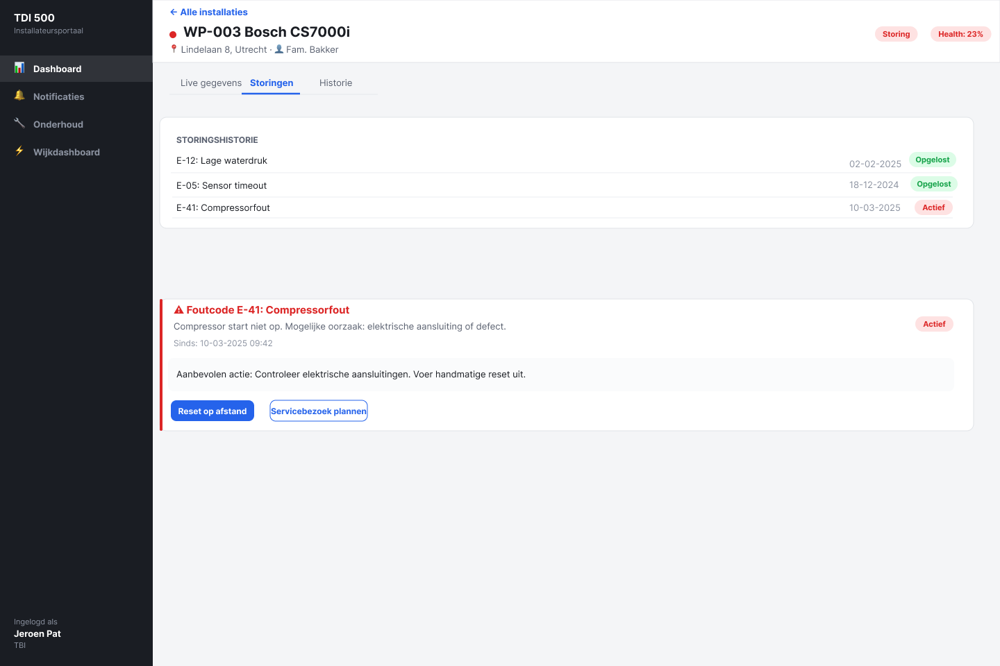 TDI 500
Installateursportaal
Dashboard
Notificaties
Onderhoud
Wijkdashboard
Ingelogd als
Jeroen Pat
TBI
← Alle installaties
WP-003 Bosch CS7000i
Lindelaan 8, Utrecht · Fam. Bakker
Storing
Health: 23%
Live gegevens
Storingen
Historie
STORINGSHISTORIE
E-12: Lage waterdruk 02-02-2025 Opgelost
E-05: Sensor timeout 18-12-2024 Opgelost
E-41: Compressorfout 10-03-2025 Actief
⚠ Foutcode E-41: Compressorfout
Compressor start niet op. Mogelijke oorzaak: elektrische aansluiting of defect.
Actief
Sinds: 10-03-2025 09:42
Aanbevolen actie: Controleer elektrische aansluitingen. Voer handmatige reset uit.
Reset op afstand
Servicebezoek plannen